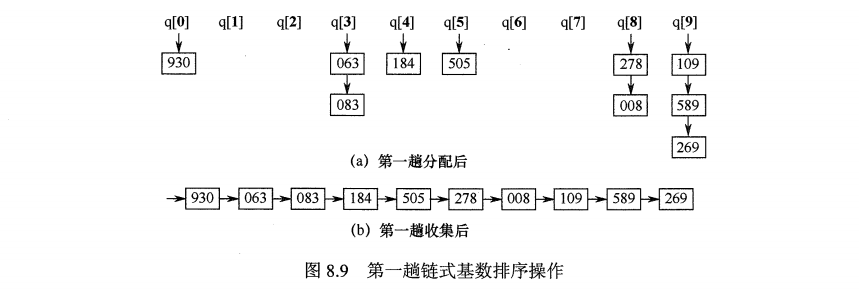 q[0] q[1] q[2] q[3] q[4] q[5] q[6] q[7] q[8] q[9]
930 063 184 505 278 109
083 008 589
269
(a) 第一趟分配后
930 063 083 184 505 278 008 109 589 269
(b) 第一趟收集后
图 8.9 第一趟链式基数排序操作